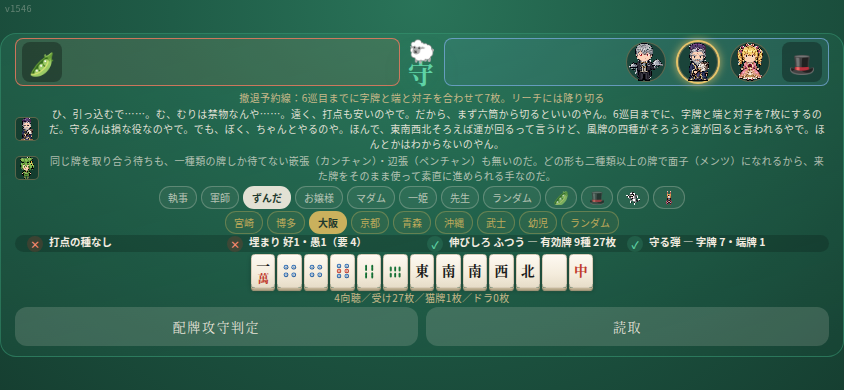 v1546
守
撤退予約線：6巡目までに字牌と端と対子を合わせて7枚。リーチには降り切る
ひ、引っ込むで……。む、むりは禁物なんや……。遠く、打点も安いのやで。だから、まず六筒から切るといいのやん。6巡目までに、字牌と端と対子を7枚にするの
だ。守るんは損な役なのやで。でも、ぼく、ちゃんとやるのや。ほんで、東南西北そろえば運が回るって言うけど、風牌の四種がそろうと運が回ると言われるのやで。ほ
んとかはわからないのやん。
同じ牌を取り合う待ちも、一種類の牌しか待てない嵌張（カンチャン）・辺張（ペンチャン）も無いのだ。どの形も二種類以上の牌で面子（メンツ）になれるから、来
た牌をそのまま使って素直に進められる手なのだ。
執事 軍師 ずんだ お嬢様 マダム 一姫 先生 ランダム
宮崎 博多 大阪 京都 青森 沖縄 武士 幼児 ランダム
× 打点の種なし × 埋まり 好1・愚1（要 4） ✓ 伸びしろ ふつう ― 有効牌 9種 27枚 ✓ 守る弾 ― 字牌 7・端牌 1
一萬 東 南 南 西 北 中
4向聴／受け27枚／猫牌1枚／ドラ0枚
配牌攻守判定 読取